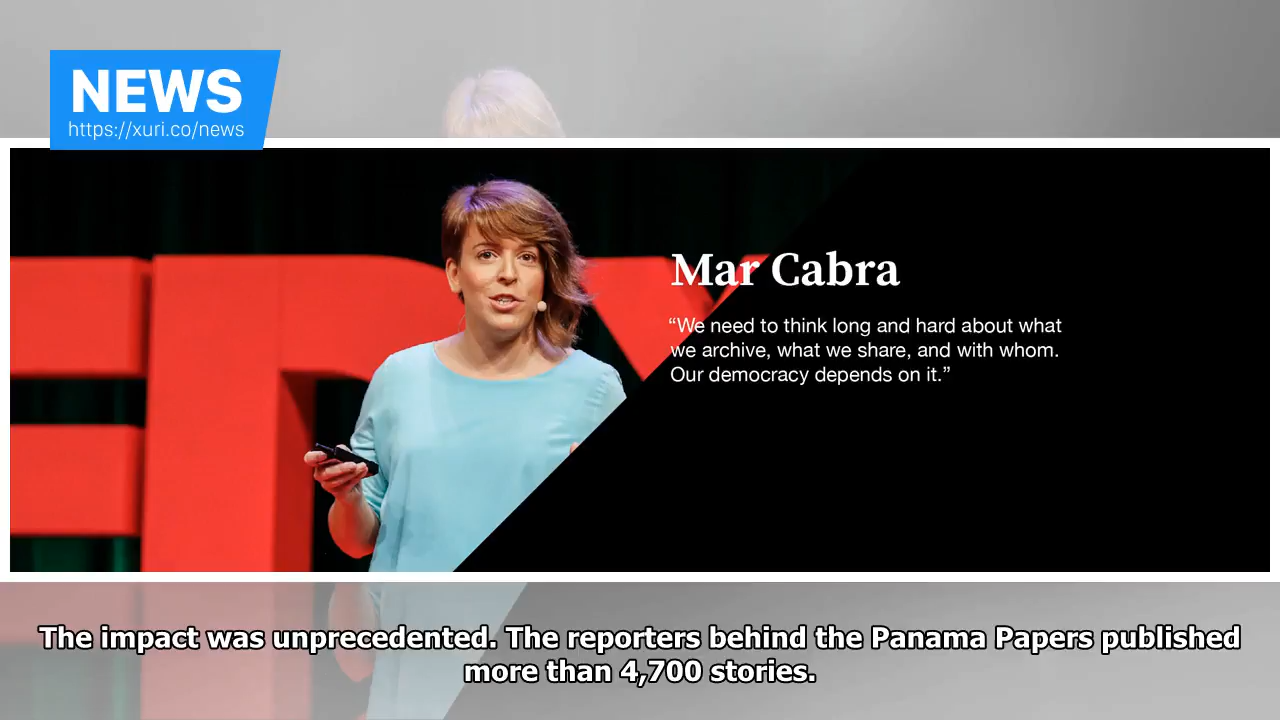 NEWS
https://xuri.co/news
Mar Cabra
“We need to think long and hard about what
we archive, what we share, and with whom.
Our democracy depends on it.”
The impact was unprecedented. The reporters behind the Panama Papers published
more than 4,700 stories.